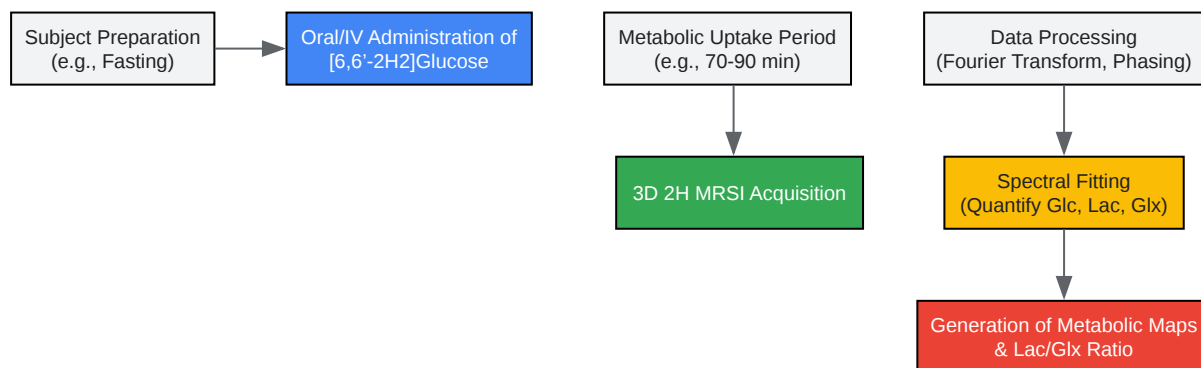 Subject Preparation
(e.g., Fasting)
Oral/IV Administration of
[6,6’-2H2]Glucose
Metabolic Uptake Period
(e.g., 70-90 min)
3D 2H MRSI Acquisition
Data Processing
(Fourier Transform, Phasing)
Spectral Fitting
(Quantify Glc, Lac, Glx)
Generation of Metabolic Maps
& Lac/Glx Ratio